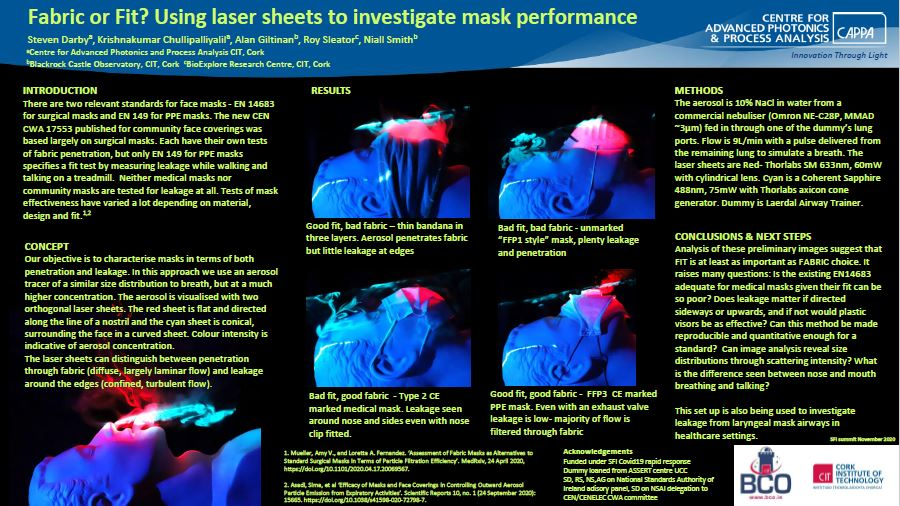 Fabric or Fit? Using laser sheets to investigate mask performance
Steven Darbyᵃ, Krishnakumar Chullipalliyalilᵃ, Alan Giltinanᵇ, Roy Sleatorᶜ, Niall Smithᵇ
ᵃCentre for Advanced Photonics and Process Analysis CIT, Cork
ᵇBlackrock Castle Observatory, CIT, Cork ᶜBioExplore Research Centre, CIT, Cork
CENTRE FOR
ADVANCED PHOTONICS
& PROCESS ANALYSIS
CAPPA
Innovation Through Light
INTRODUCTION
There are two relevant standards for face masks - EN 14683
for surgical masks and EN 149 for PPE masks. The new CEN
CWA 17553 published for community face coverings was
based largely on surgical masks. Each have their own tests
of fabric penetration, but only EN 149 for PPE masks
specifies a fit test by measuring leakage while walking and
talking on a treadmill. Neither medical masks nor
community masks are tested for leakage at all. Tests of mask
effectiveness have varied a lot depending on material,
design and fit.¹,²
CONCEPT
Our objective is to characterise masks in terms of both
penetration and leakage. In this approach we use an aerosol
tracer of a similar size distribution to breath, but at a much
higher concentration. The aerosol is visualised with two
orthogonal laser sheets. The red sheet is flat and directed
along the line of a nostril and the cyan sheet is conical,
surrounding the face in a curved sheet. Colour intensity is
indicative of aerosol concentration.
The laser sheets can distinguish between penetration
through fabric (diffuse, largely laminar flow) and leakage
around the edges (confined, turbulent flow).
RESULTS
Good fit, bad fabric – thin bandana in
three layers. Aerosol penetrates fabric
but little leakage at edges
Bad fit, bad fabric - unmarked
“FFP1 style” mask, plenty leakage
and penetration
Bad fit, good fabric - Type 2 CE
marked medical mask. Leakage seen
around nose and sides even with nose
clip fitted.
Good fit, good fabric - FFP3 CE marked
PPE mask. Even with an exhaust valve
leakage is low- majority of flow is
filtered through fabric
1. Mueller, Amy V., and Loretta A. Fernandez. ‘Assessment of Fabric Masks as Alternatives to
Standard Surgical Masks in Terms of Particle Filtration Efficiency’. MedRxiv, 24 April 2020,
https://doi.org/10.1101/2020.04.17.20069567.
2. Asadi, Sima, et al ‘Efficacy of Masks and Face Coverings in Controlling Outward Aerosol
Particle Emission from Expiratory Activities’. Scientific Reports 10, no. 1 (24 September 2020):
15665. https://doi.org/10.1038/s41598-020-72798-7.
Acknowledgements
Funded under SFI Covid19 rapid response
Dummy loaned from ASSERT centre UCC
SD, RS, NS,AG on National Standards Authority of
Ireland adisory panel, SD on NSAI delegation to
CEN/CENELEC CWA committee
METHODS
The aerosol is 10% NaCl in water from a
commercial nebuliser (Omron NE-C28P, MMAD
~3µm) fed in through one of the dummy’s lung
ports. Flow is 9L/min with a pulse delivered from
the remaining lung to simulate a breath. The
laser sheets are Red- Thorlabs SM 633nm, 60mW
with cylindrical lens. Cyan is a Coherent Sapphire
488nm, 75mW with Thorlabs axicon cone
generator. Dummy is Laerdal Airway Trainer.
CONCLUSIONS & NEXT STEPS
Analysis of these preliminary images suggest that
FIT is at least as important as FABRIC choice. It
raises many questions: Is the existing EN14683
adequate for medical masks given their fit can be
so poor? Does leakage matter if directed
sideways or upwards, and if not would plastic
visors be as effective? Can this method be made
reproducible and quantitative enough for a
standard? Can image analysis reveal size
distributions through scattering intensity? What
is the difference seen between nose and mouth
breathing and talking?
This set up is also being used to investigate
leakage from laryngeal mask airways in
healthcare settings.
SFI summit November 2020
BCO
www.bco.ie
CIT
CORK
INSTITUTE OF
TECHNOLOGY
INSTITIÚID TEICNEOLAÍOCHTA CHORCAÍ